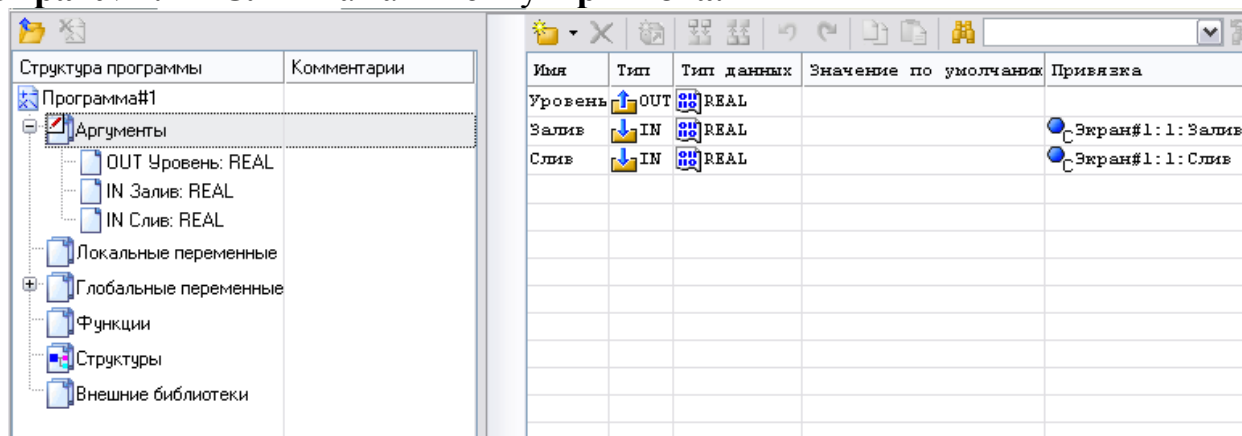 Структура программы Комментарии
Программа#1
Аргументы
OUT Уровень: REAL
IN Залив: REAL
IN Слив: REAL
Локальные переменные
Глобальные переменные
Функции
Структуры
Внешние библиотеки
Имя Тип Тип данных Значение по умолчанию Привязка
Уровень OUT REAL
Залив IN REAL Экран#1:1:Залив
Слив IN REAL Экран#1:1:Слив